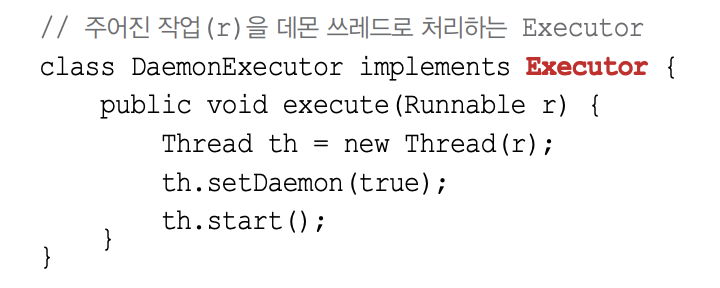 // 주어진 작업(r)을 데몬 쓰레드로 처리하는 Executor
class DaemonExecutor implements Executor {
    public void execute(Runnable r) {
        Thread th = new Thread(r);
        th.setDaemon(true);
        th.start();
    }
}